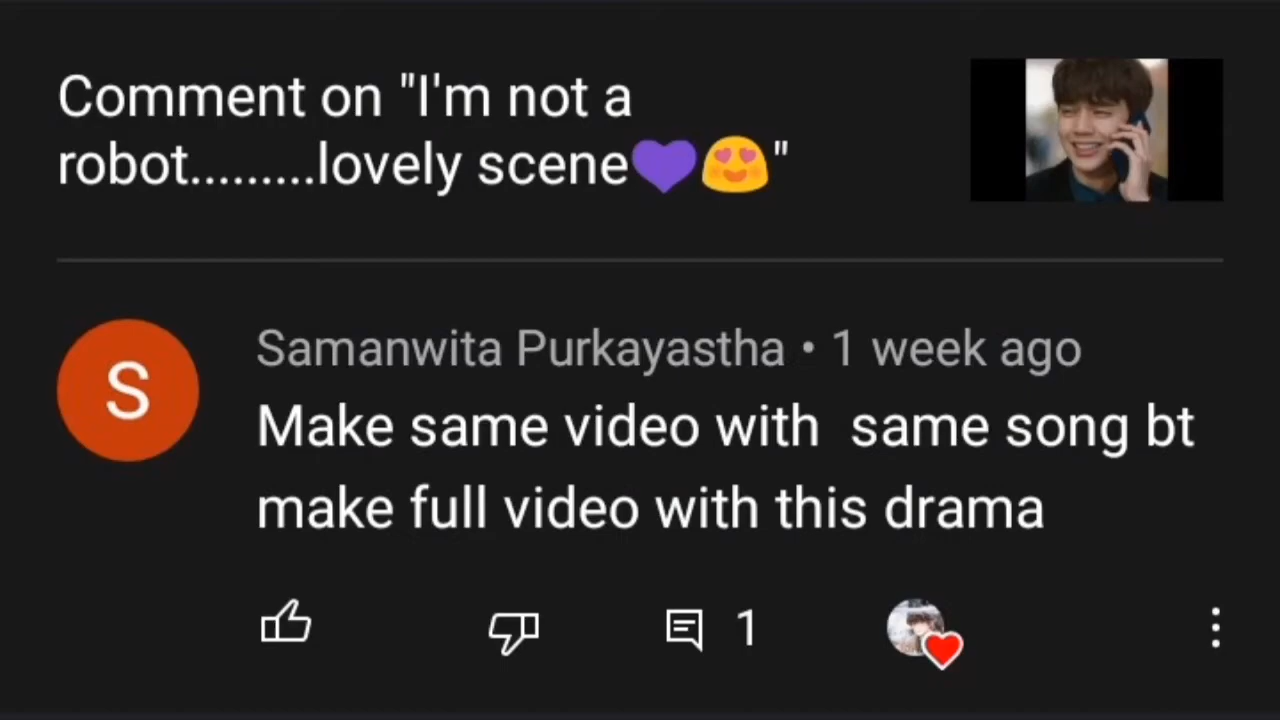 Comment on "I'm not a
robot.........lovely scene💜😍"
S
Samanwita Purkayastha • 1 week ago
Make same video with  same song bt
make full video with this drama
1